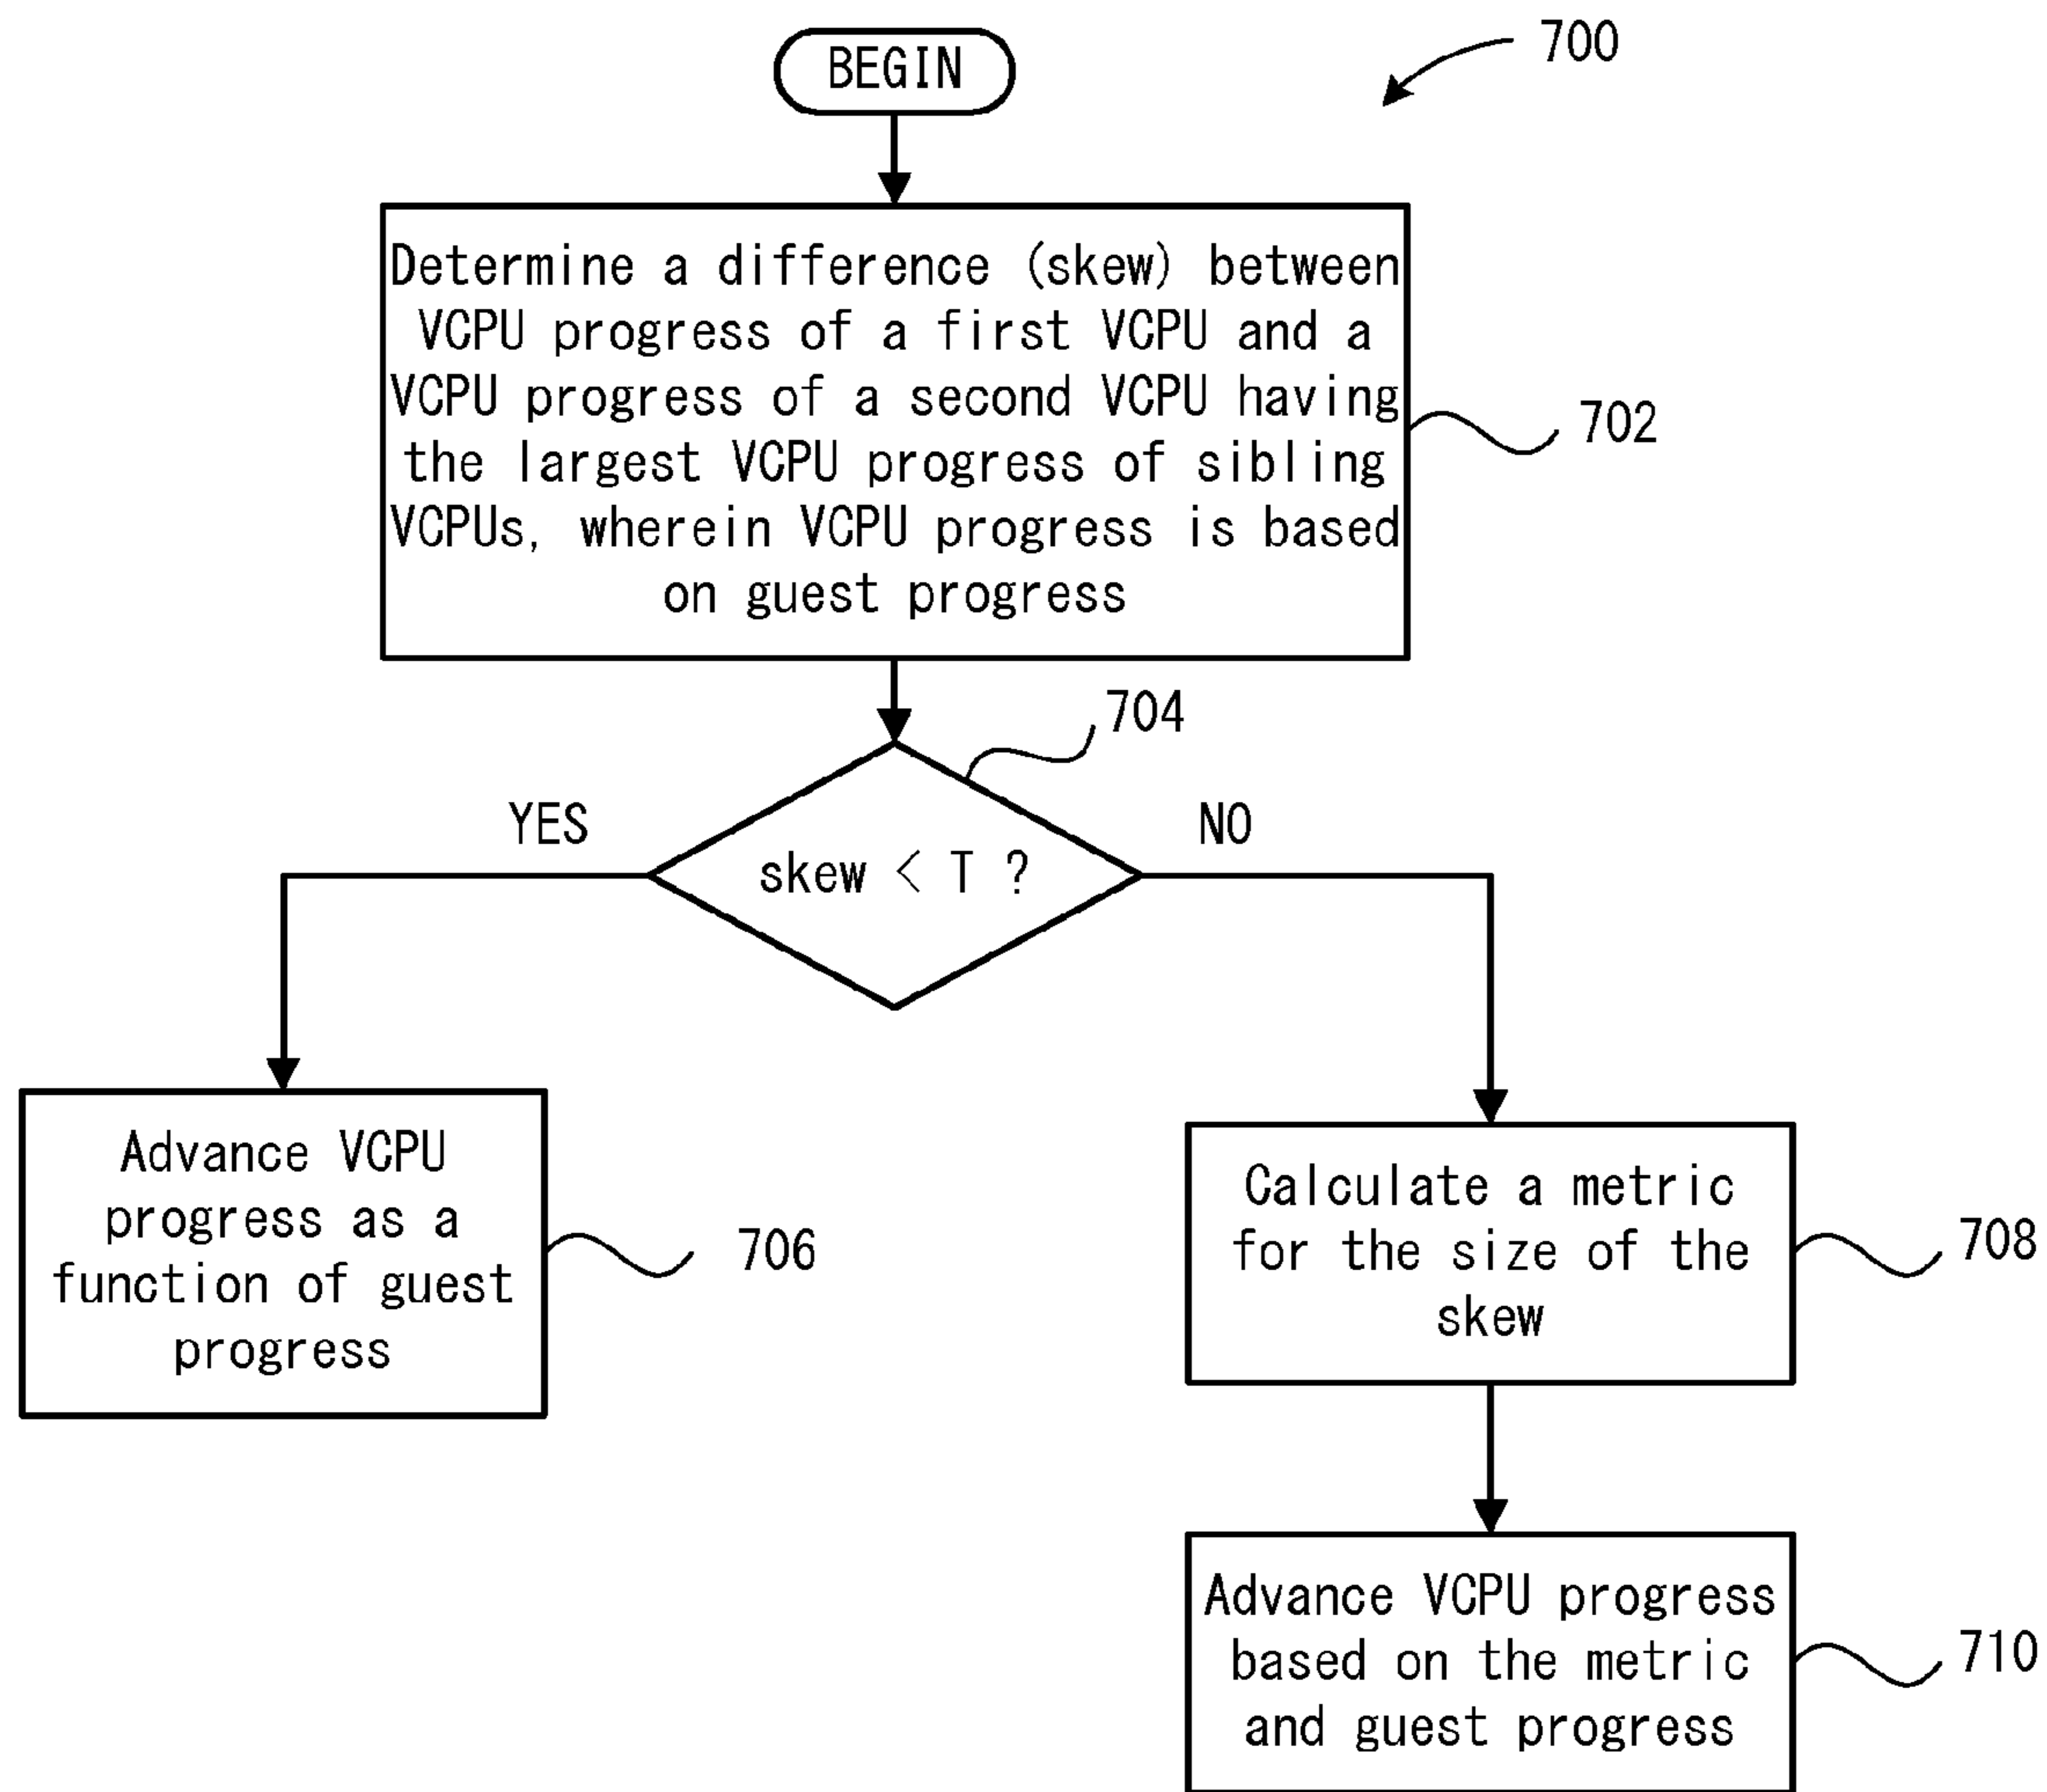 BEGIN
700
Determine a difference (skew) between
VCPU progress of a first VCPU and a
VCPU progress of a second VCPU having
the largest VCPU progress of sibling
VCPUs, wherein VCPU progress is based
on guest progress
702
704
YES
NO
skew < T ?
Advance VCPU
progress as a
function of guest
progress
706
Calculate a metric
for the size of the
skew
708
Advance VCPU progress
based on the metric
and guest progress
710